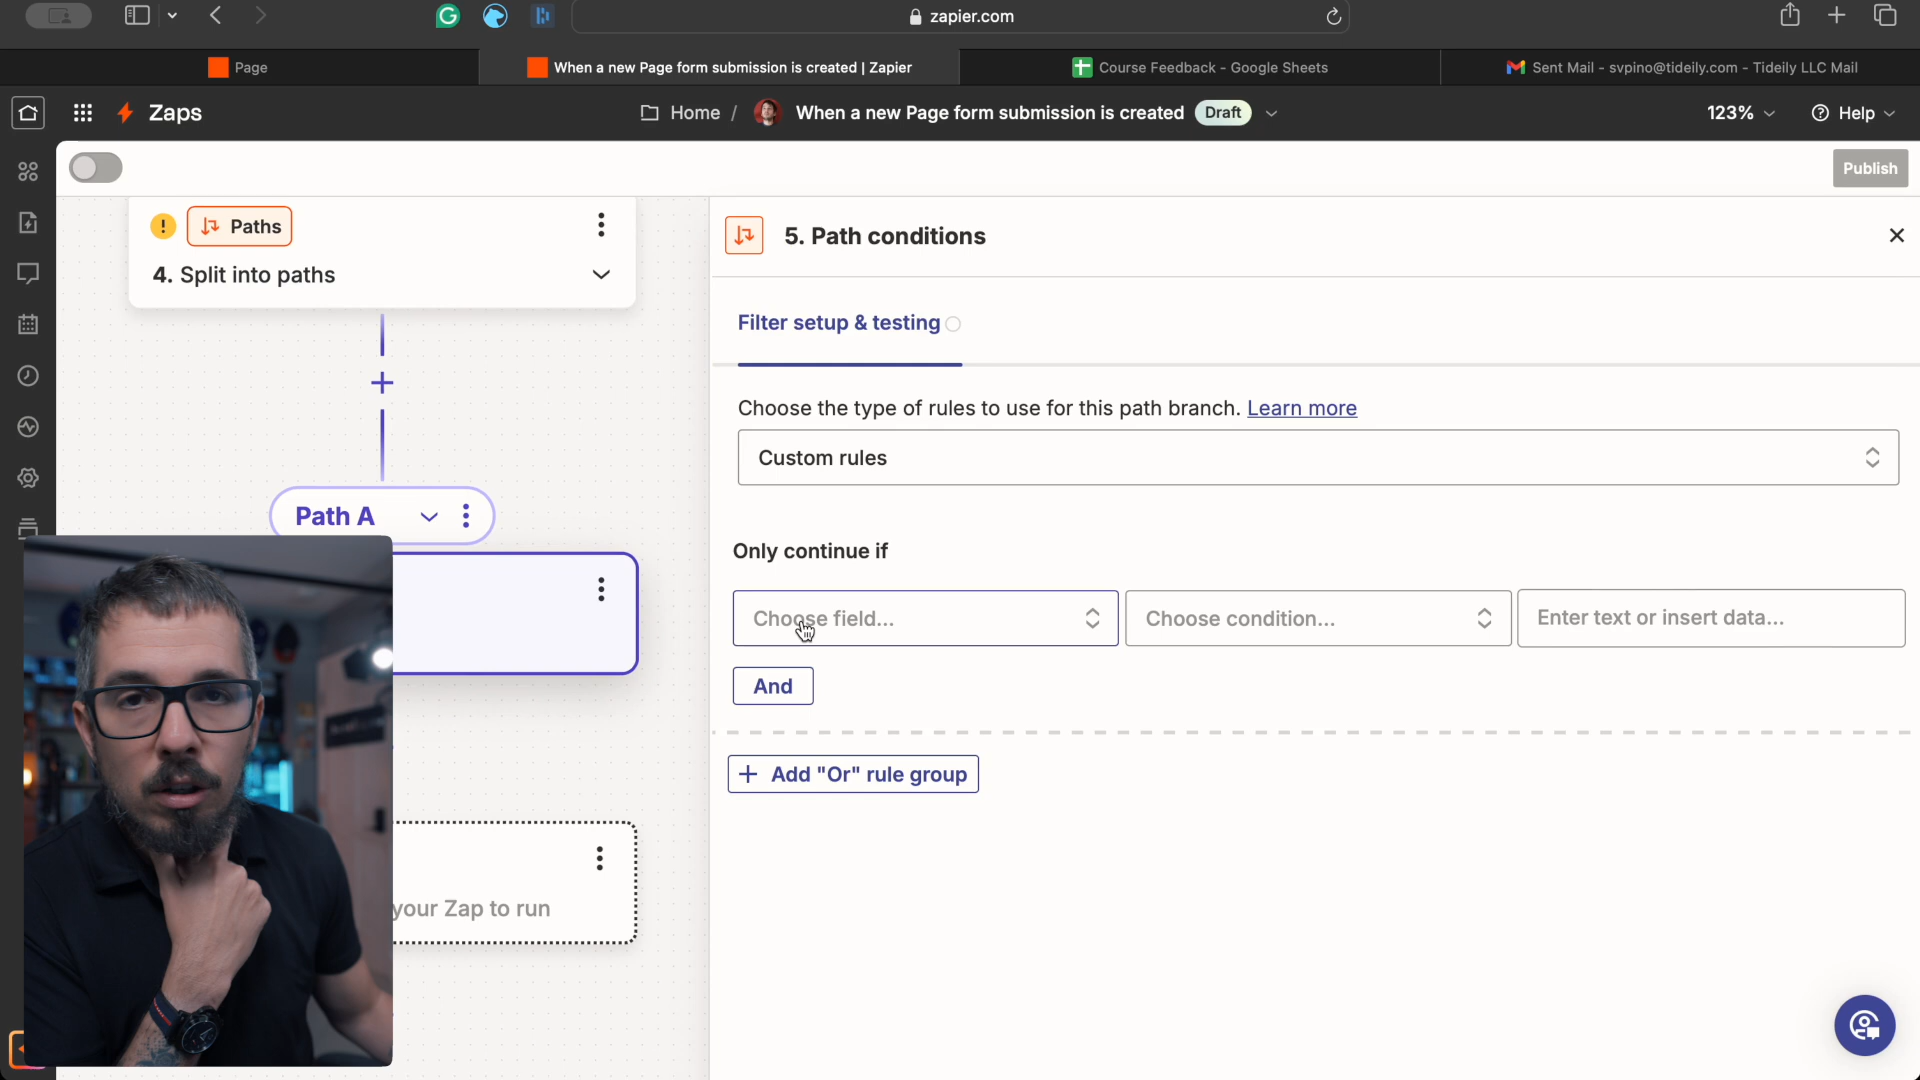 zapier.com
Page
When a new Page form submission is created | Zapier
Course Feedback - Google Sheets
Sent Mail - svpino@tideily.com - Tideily LLC Mail
Zaps
Home / When a new Page form submission is created Draft
123%
Help
Publish
Paths
4. Split into paths
5. Path conditions
Filter setup & testing
Choose the type of rules to use for this path branch. Learn more
Custom rules
Path A
Only continue if
Choose field...
Choose condition...
Enter text or insert data...
And
+ Add "Or" rule group
your Zap to run